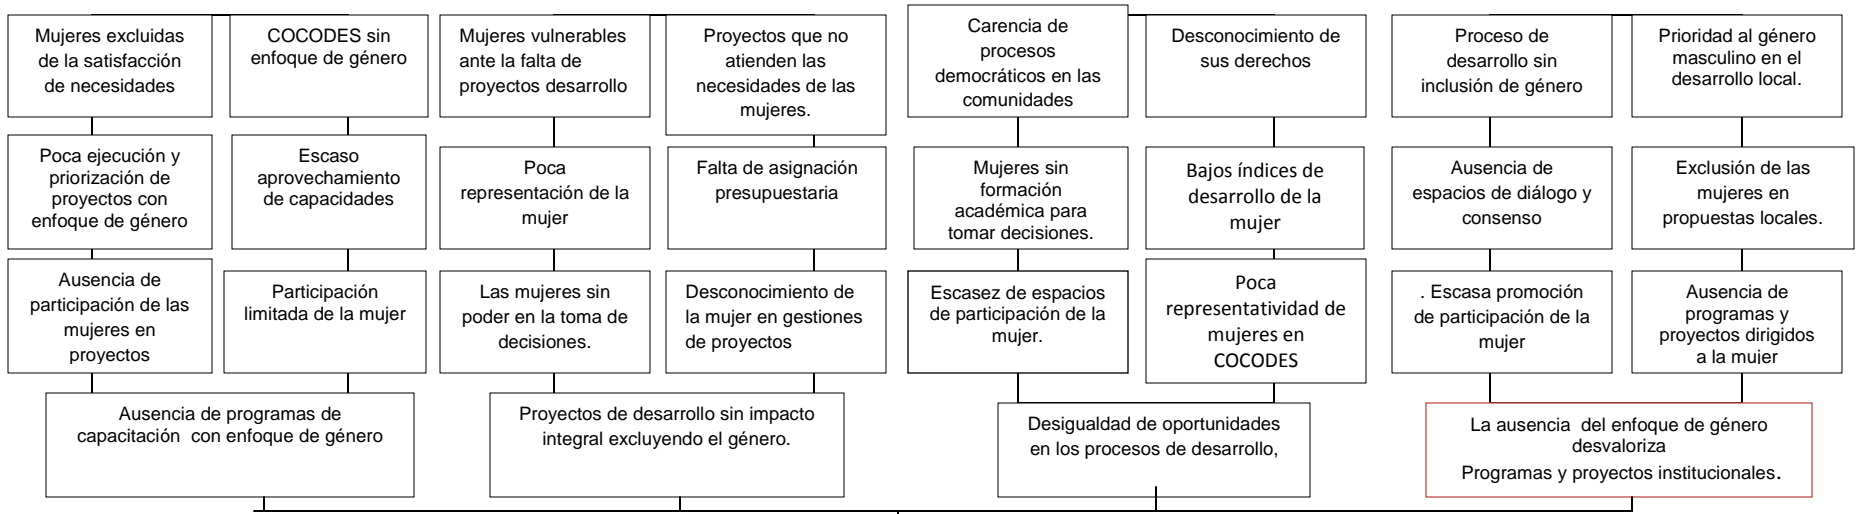 Mujeres excluidas
de la satisfacción
de necesidades
COCODES sin
enfoque de género
Mujeres vulnerables
ante la falta de
proyectos desarrollo
Proyectos que no
atienden las
necesidades de las
mujeres.
Carencia de
procesos
democráticos en las
comunidades
Desconocimiento de
sus derechos
Proceso de
desarrollo sin
inclusión de género
Prioridad al género
masculino en el
desarrollo local.
Poca ejecución y
priorización de
proyectos con
enfoque de género
Escaso
aprovechamiento
de capacidades
Poca
representación de la
mujer
Falta de asignación
presupuestaria
Mujeres sin
formación
académica para
tomar decisiones.
Bajos índices de
desarrollo de la
mujer
Ausencia de
espacios de diálogo y
consenso
Exclusión de las
mujeres en
propuestas locales.
Ausencia de
participación de las
mujeres en
proyectos
Participación
limitada de la mujer
Las mujeres sin
poder en la toma de
decisiones.
Desconocimiento de
la mujer en gestiones
de proyectos
Escasez de espacios
de participación de la
mujer.
Poca
representatividad de
mujeres en
COCODES
. Escasa promoción
de participación de la
mujer
Ausencia de
programas y
proyectos dirigidos
a la mujer
Ausencia de programas de
capacitación con enfoque de género
Proyectos de desarrollo sin impacto
integral excluyendo el género.
Desigualdad de oportunidades
en los procesos de desarrollo,
La ausencia del enfoque de género
desvaloriza
Programas y proyectos institucionales.